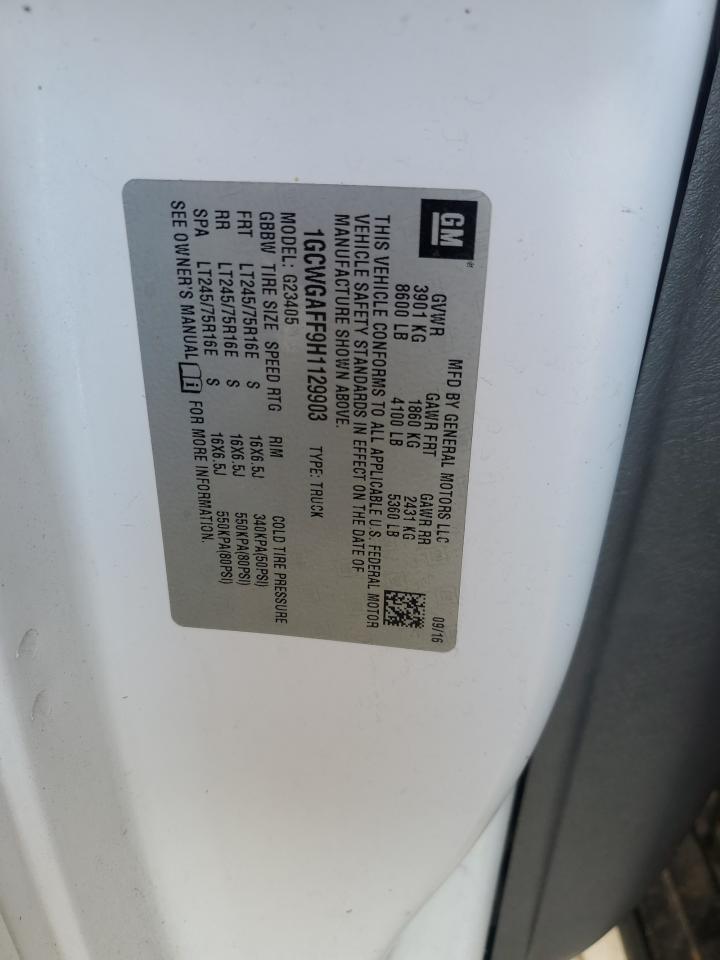 GM
MFD BY GENERAL MOTORS LLC 09/16
GVWR GAWR FRT GAWR RR
3901 KG 1860 KG 2431 KG
8600 LB 4100 LB 5360 LB
THIS VEHICLE CONFORMS TO ALL APPLICABLE U.S. FEDERAL MOTOR
VEHICLE SAFETY STANDARDS IN EFFECT ON THE DATE OF
MANUFACTURE SHOWN ABOVE.
1GCWGAFF9H1129903 TYPE: TRUCK
MODEL: G23405
GBBW TIRE SIZE SPEED RTG RIM COLD TIRE PRESSURE
FRT LT245/75R16E S 16X6.5J 340KPA(50PSI)
RR LT245/75R16E S 16X6.5J 550KPA(80PSI)
SPA LT245/75R16E S 16X6.5J 550KPA(80PSI)
SEE OWNER'S MANUAL i FOR MORE INFORMATION.